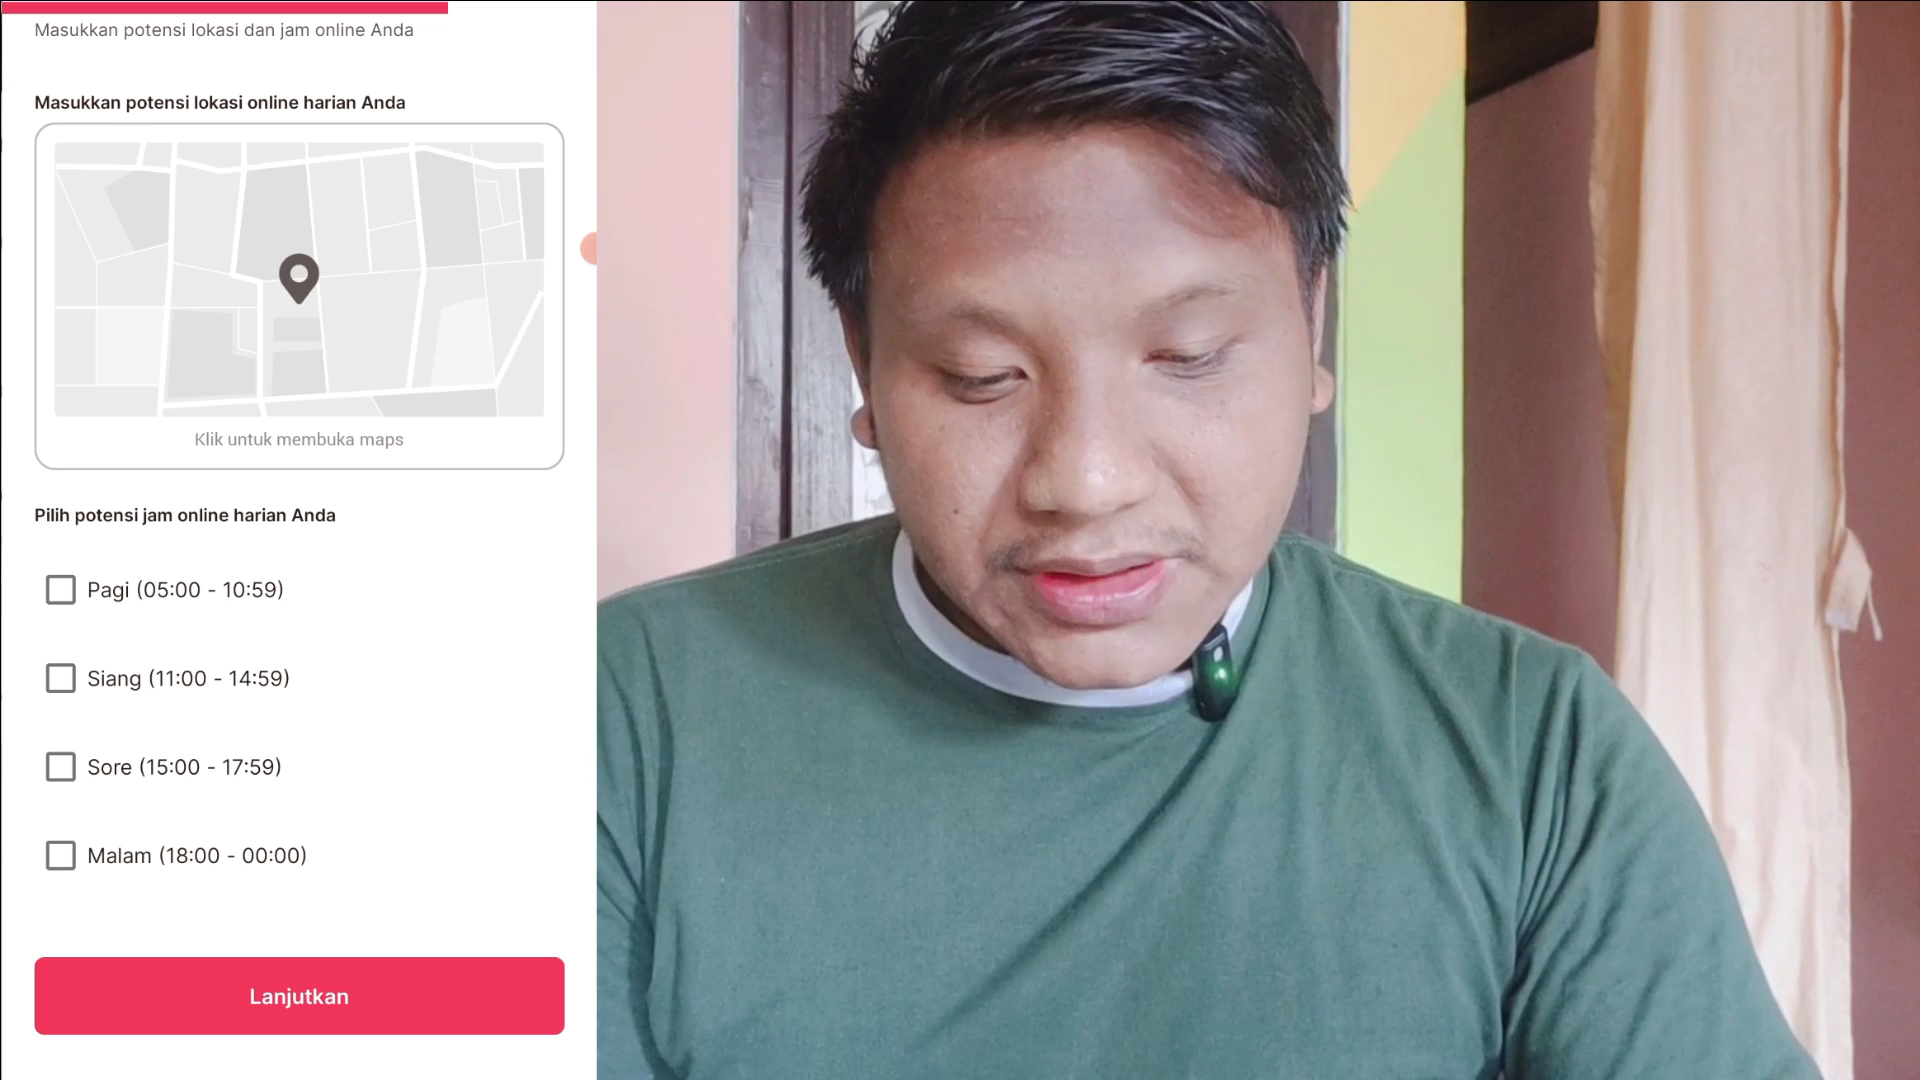 Masukkan potensi lokasi dan jam online Anda
Masukkan potensi lokasi online harian Anda
Klik untuk membuka maps
Pilih potensi jam online harian Anda
Pagi (05:00 - 10:59)
Siang (11:00 - 14:59)
Sore (15:00 - 17:59)
Malam (18:00 - 00:00)
Lanjutkan